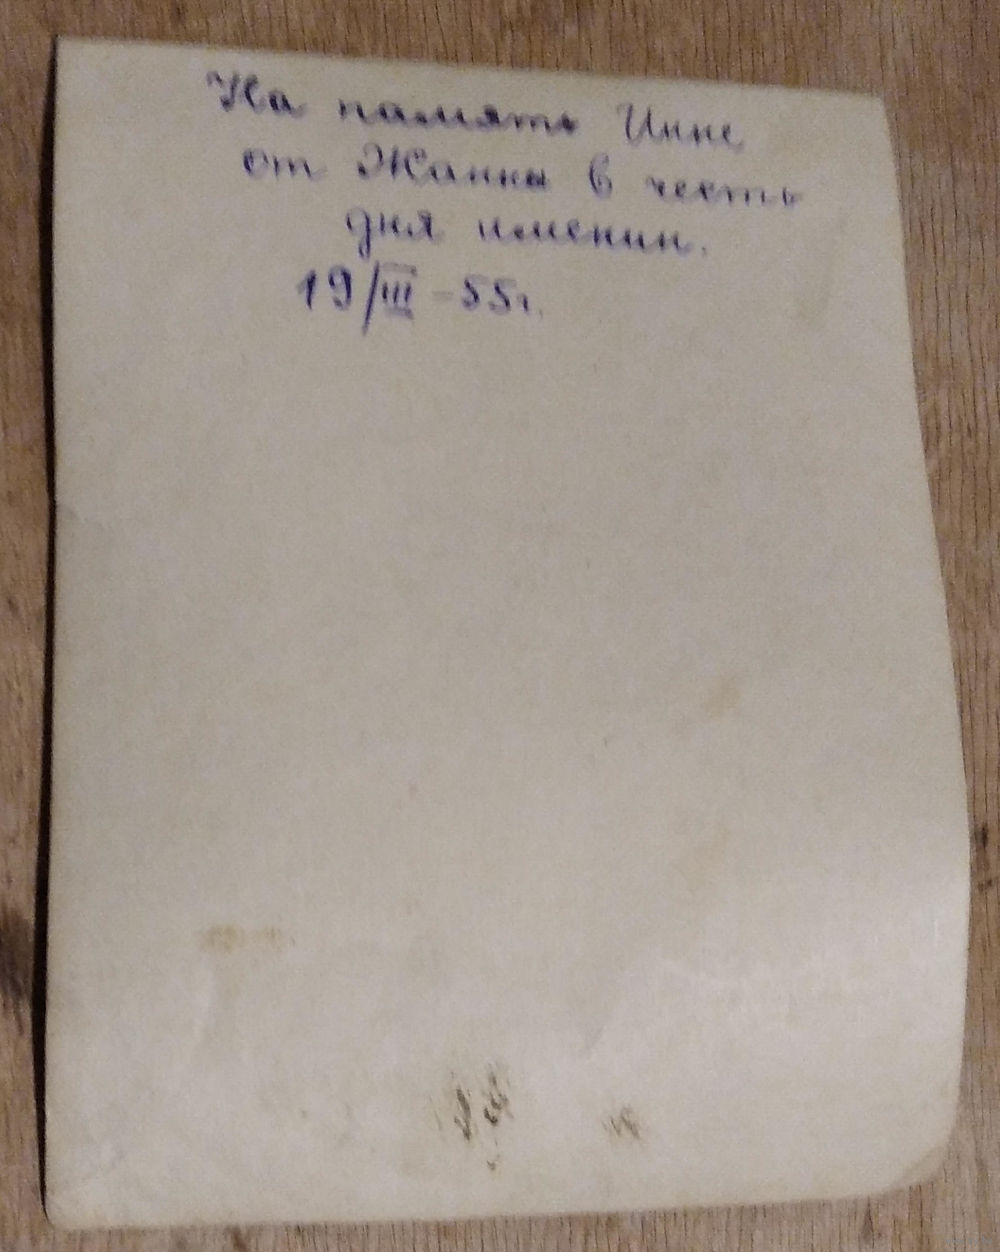 На память Инне
от Жанны в честь
дня именин.
19/III-55г.